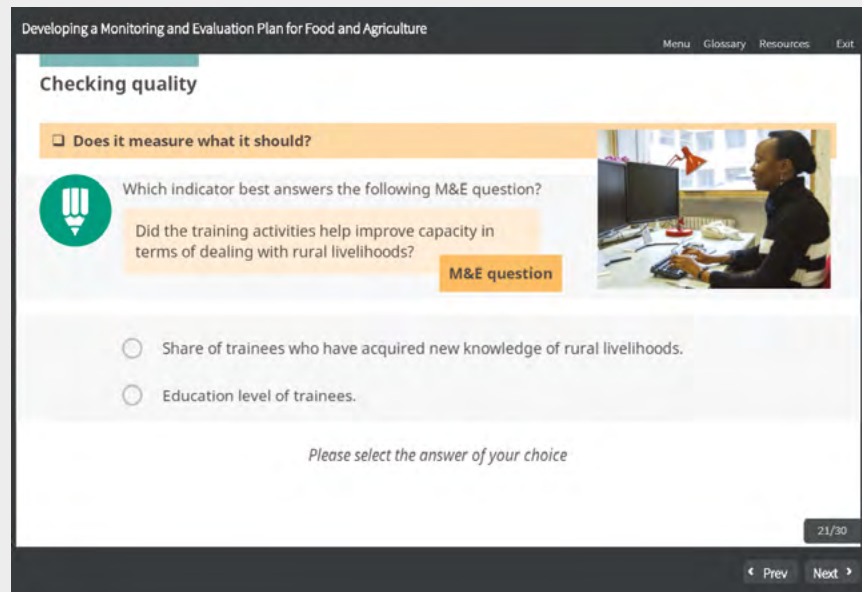 Developing a Monitoring and Evaluation Plan for Food and Agriculture
Menu Glossary Resources Exit
Checking quality
Does it measure what it should?
Which indicator best answers the following M&E question?
Did the training activities help improve capacity in
terms of dealing with rural livelihoods?
M&E question
Share of trainees who have acquired new knowledge of rural livelihoods.
Education level of trainees.
Please select the answer of your choice
21/30
Prev Next